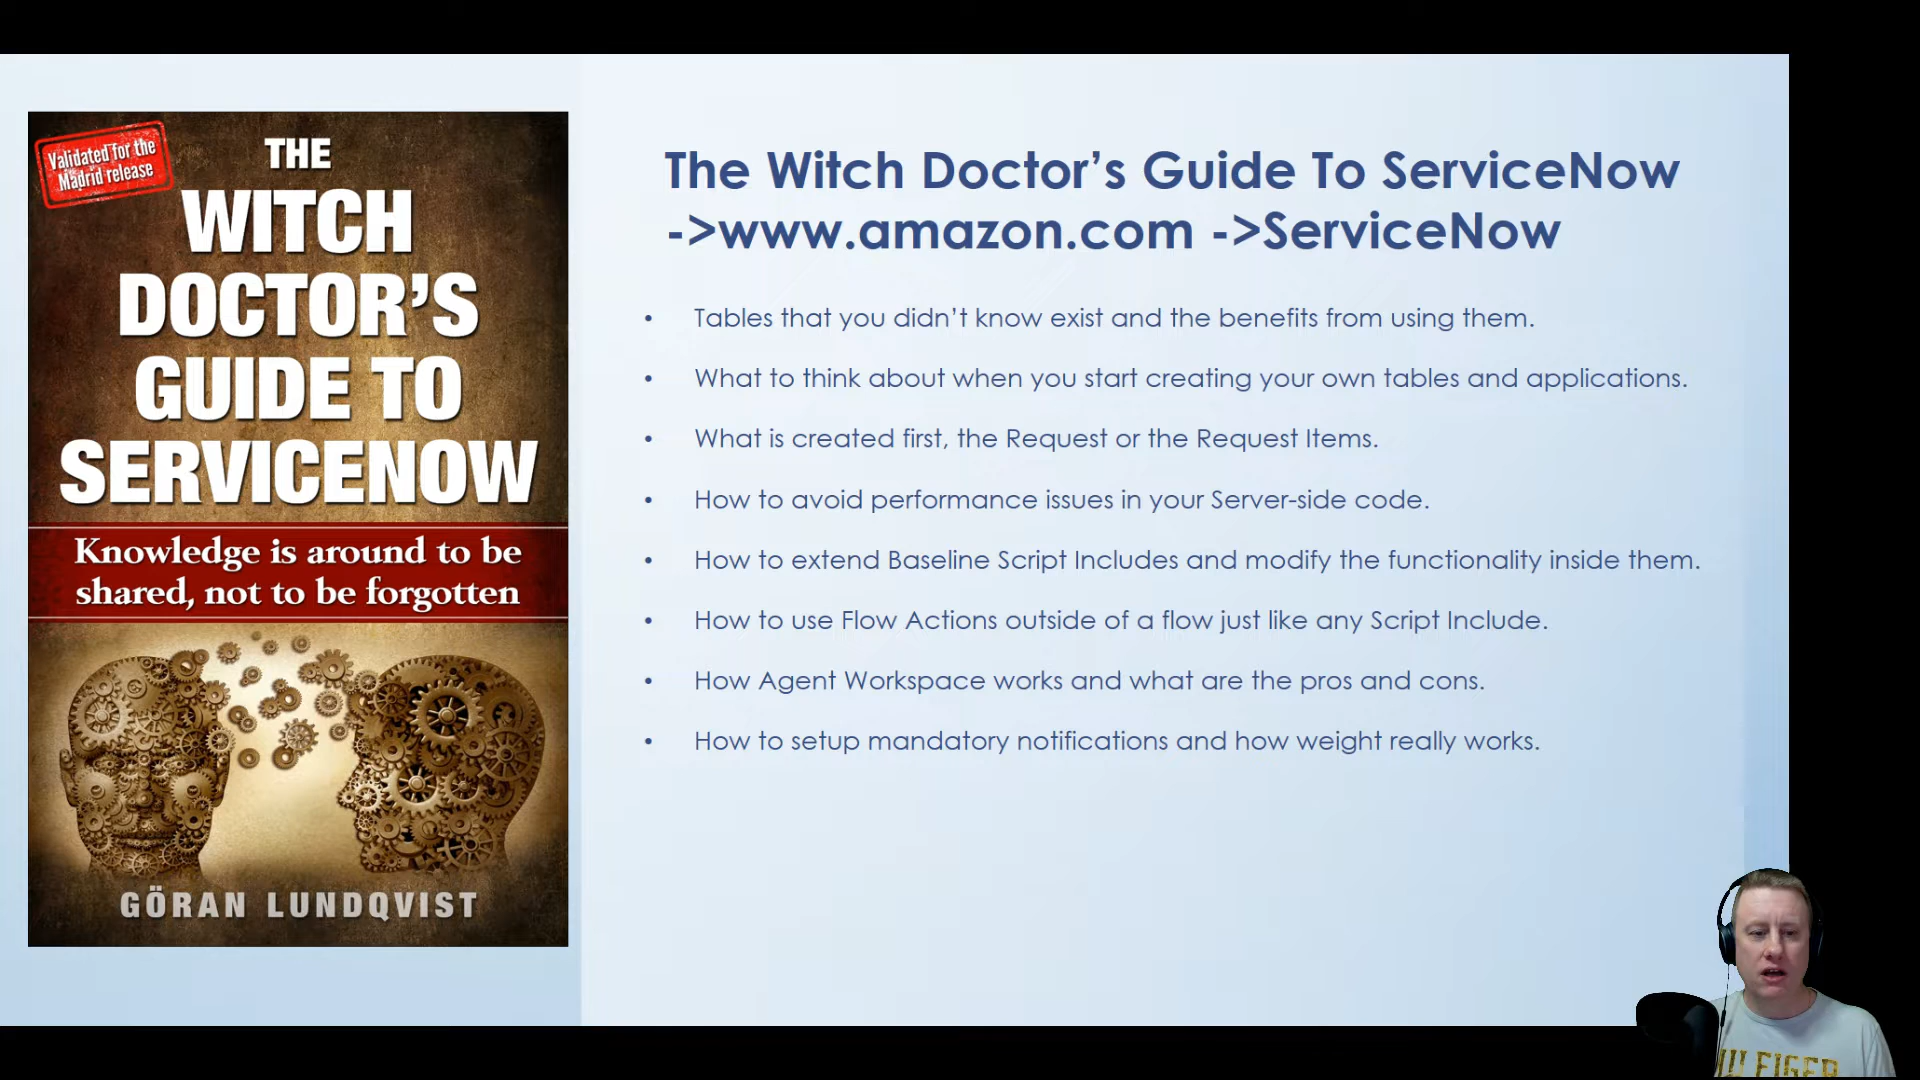 Validated for the
Madrid release
THE
WITCH
DOCTOR'S
GUIDE TO
SERVICENOW
Knowledge is around to be
shared, not to be forgotten
GÖRAN LUNDQVIST
The Witch Doctor’s Guide To ServiceNow
->www.amazon.com ->ServiceNow
• Tables that you didn’t know exist and the benefits from using them.
• What to think about when you start creating your own tables and applications.
• What is created first, the Request or the Request Items.
• How to avoid performance issues in your Server-side code.
• How to extend Baseline Script Includes and modify the functionality inside them.
• How to use Flow Actions outside of a flow just like any Script Include.
• How Agent Workspace works and what are the pros and cons.
• How to setup mandatory notifications and how weight really works.